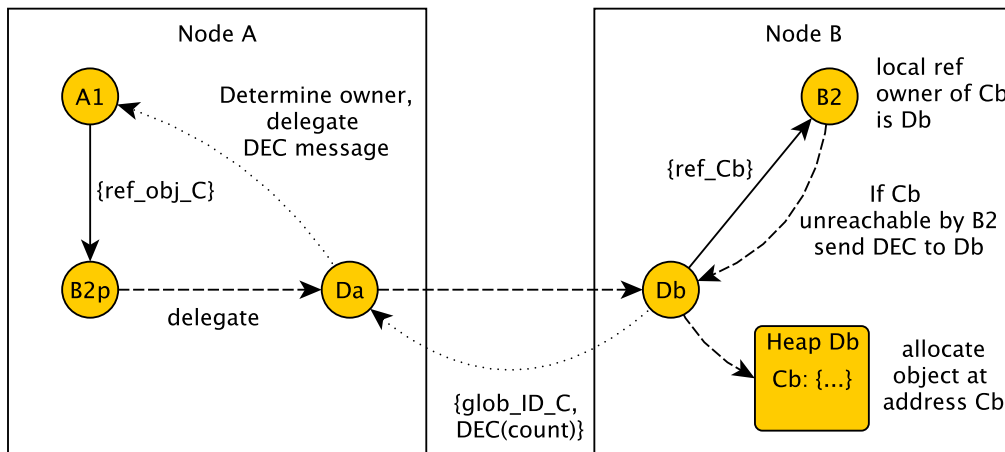 Node A
Node B
A1
Determine owner,
delegate
DEC message
B2
local ref
owner of Cb
is Db
{ref_obj_C}
{ref_Cb}
If Cb
unreachable by B2
send DEC to Db
B2p
delegate
Da
Db
Heap Db
Cb: {...}
allocate
object at
address Cb
{glob_ID_C,
DEC(count)}